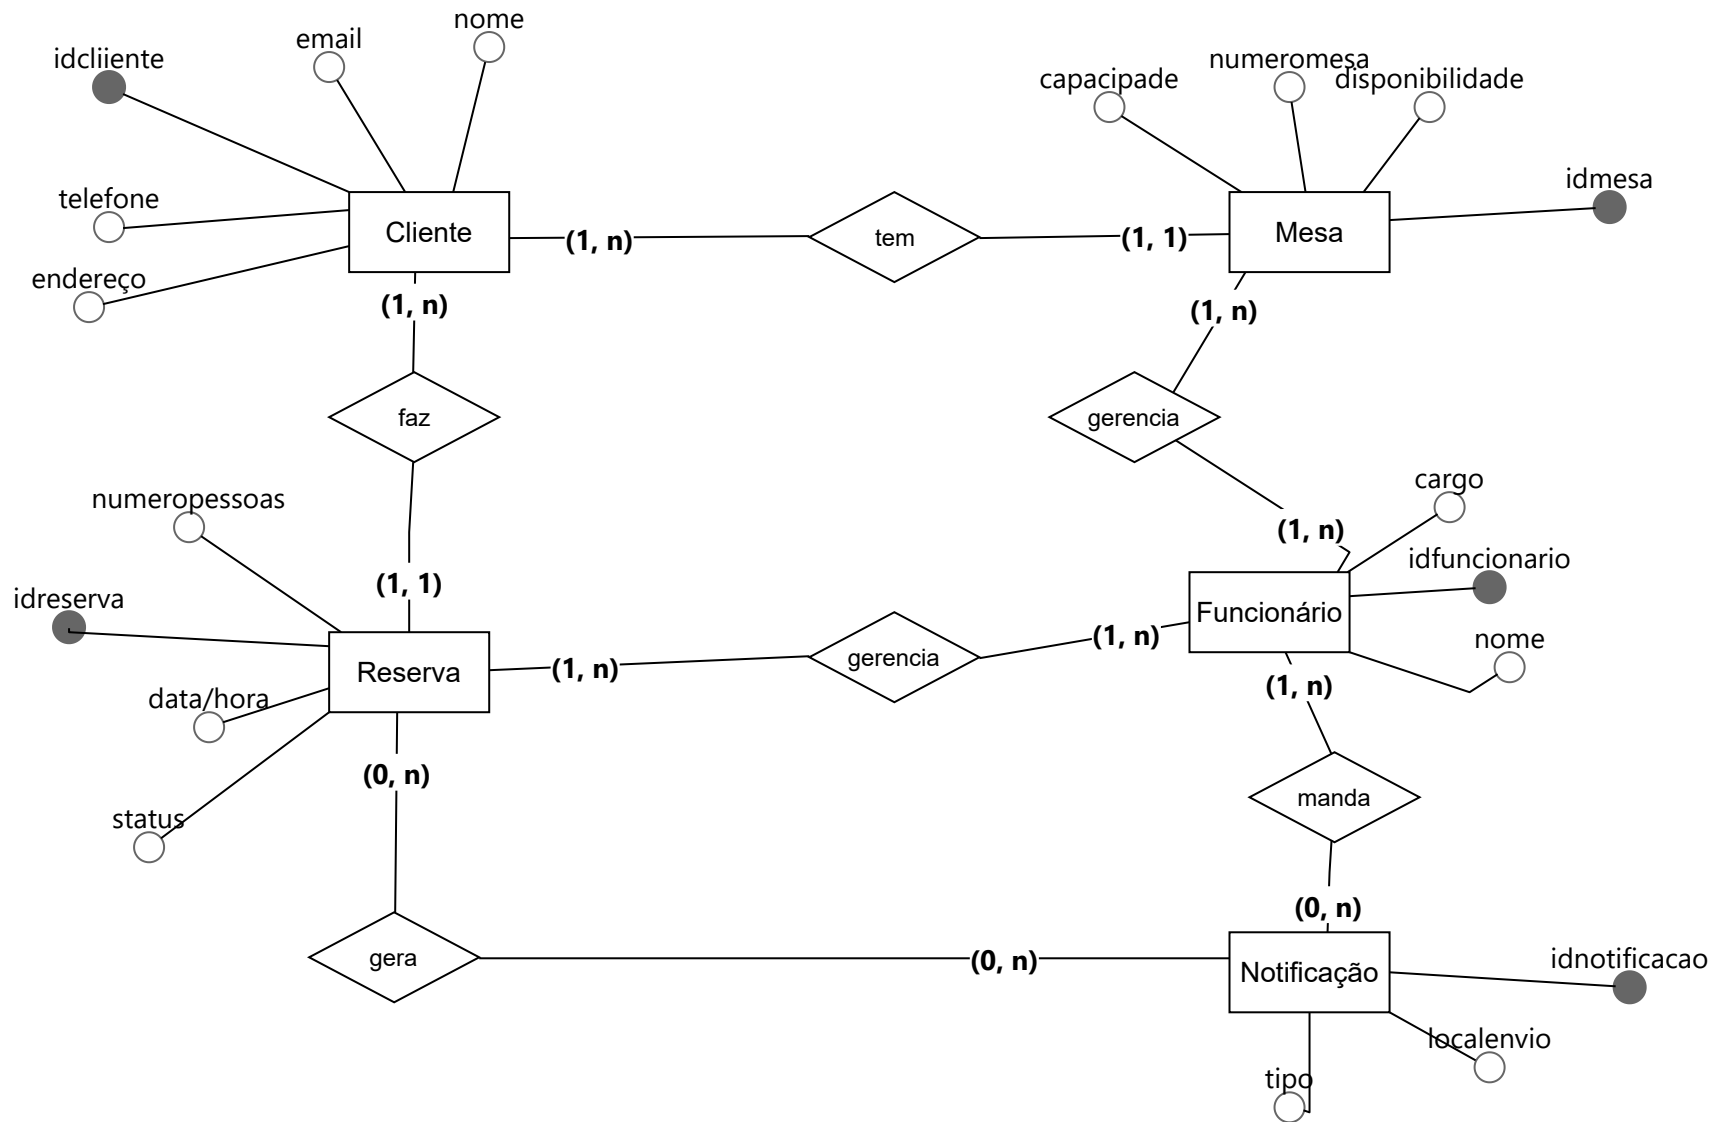 nome
email
idcliiente
telefone
endereço
Cliente
(1, n)
tem
(1, 1)
numeromesa
capacipade
disponibilidade
idmesa
Mesa
(1, n)
faz
(1, 1)
(1, n)
gerencia
(1, n)
numeropessoas
idreserva
data/hora
status
Reserva
(1, n)
gerencia
(1, n)
cargo
idfuncionario
nome
Funcionário
(1, n)
manda
(0, n)
(0, n)
gera
(0, n)
Notificação
idnotificacao
localenvio
tipo